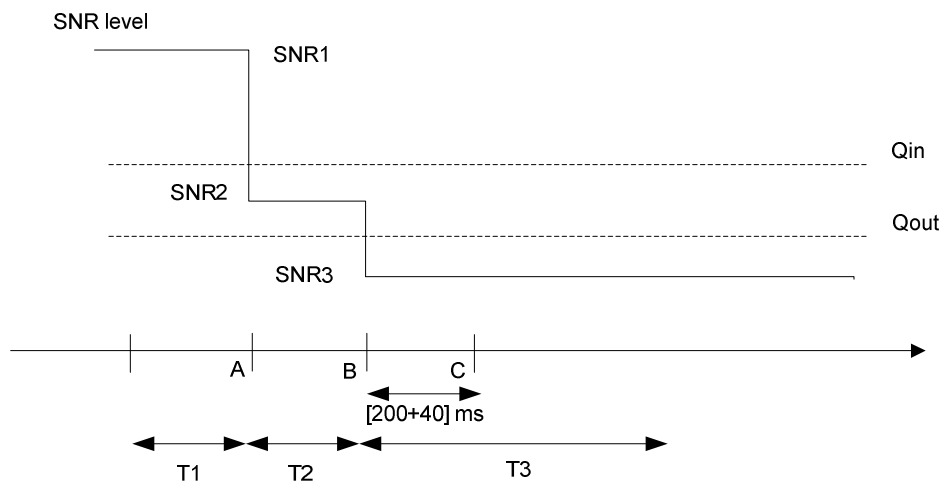 SNR level
SNR1
Qin
SNR2
Qout
SNR3
A
B
C
[200+40] ms
T1
T2
T3